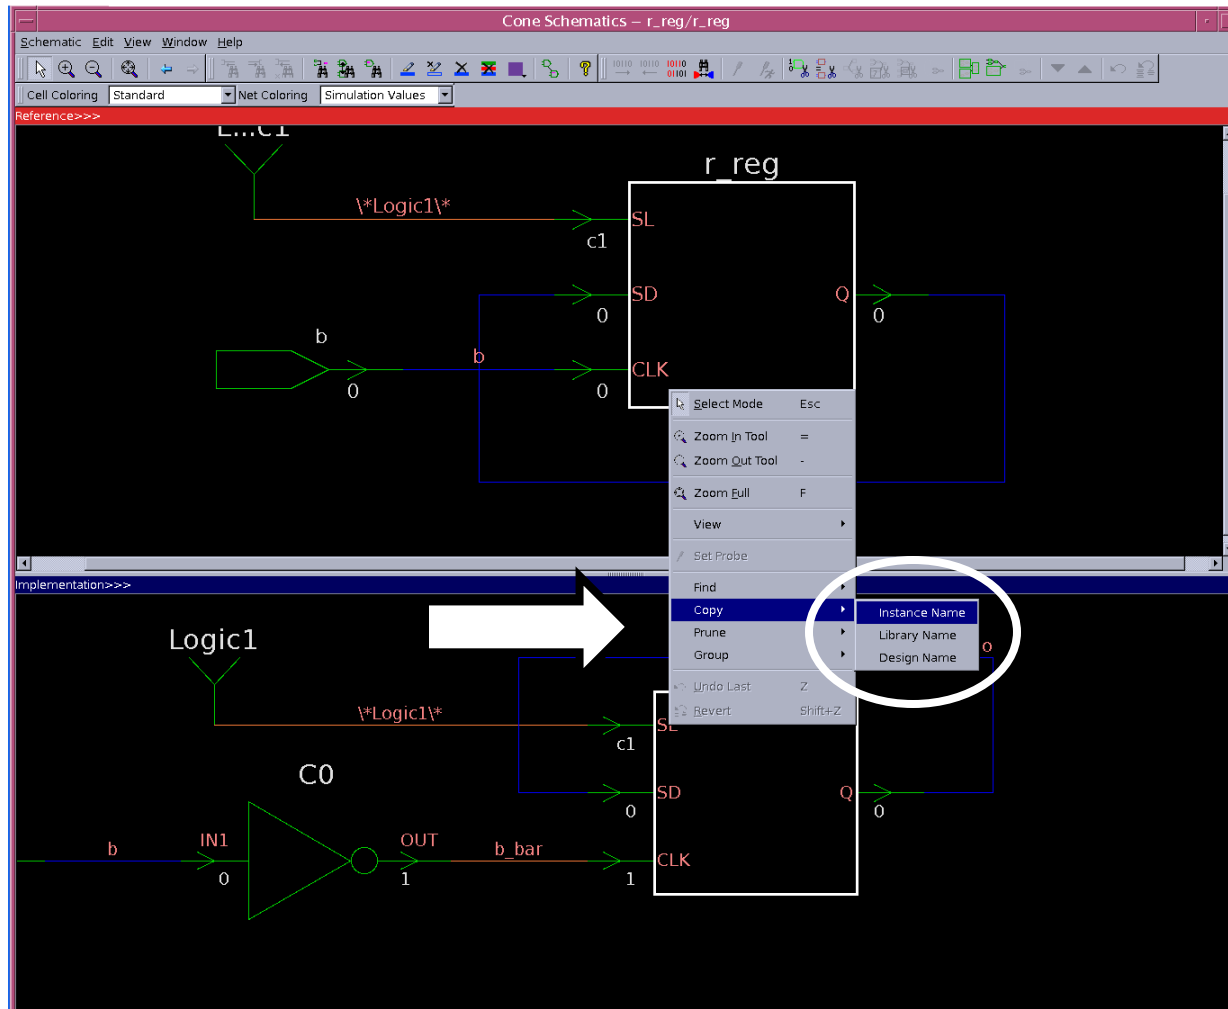 Cone Schematics – r_reg/r_reg
Schematic Edit View Window Help
Cell Coloring Standard Net Coloring Simulation Values
Reference>>>
L...c1
r_reg
\*Logic1\*
SL
c1
SD
0
Q
0
b
b
CLK
0
0
Select Mode Esc
Zoom In Tool =
Zoom Out Tool -
Zoom Full F
View
Set Probe
Find
Copy
Prune
Group
Undo Last Z
Revert Shift+Z
Instance Name
Library Name
Design Name
Implementation>>>
Logic1
o
\*Logic1\*
SL
c1
C0
SD
0
Q
0
b
IN1
0
OUT
1
b_bar
CLK
1